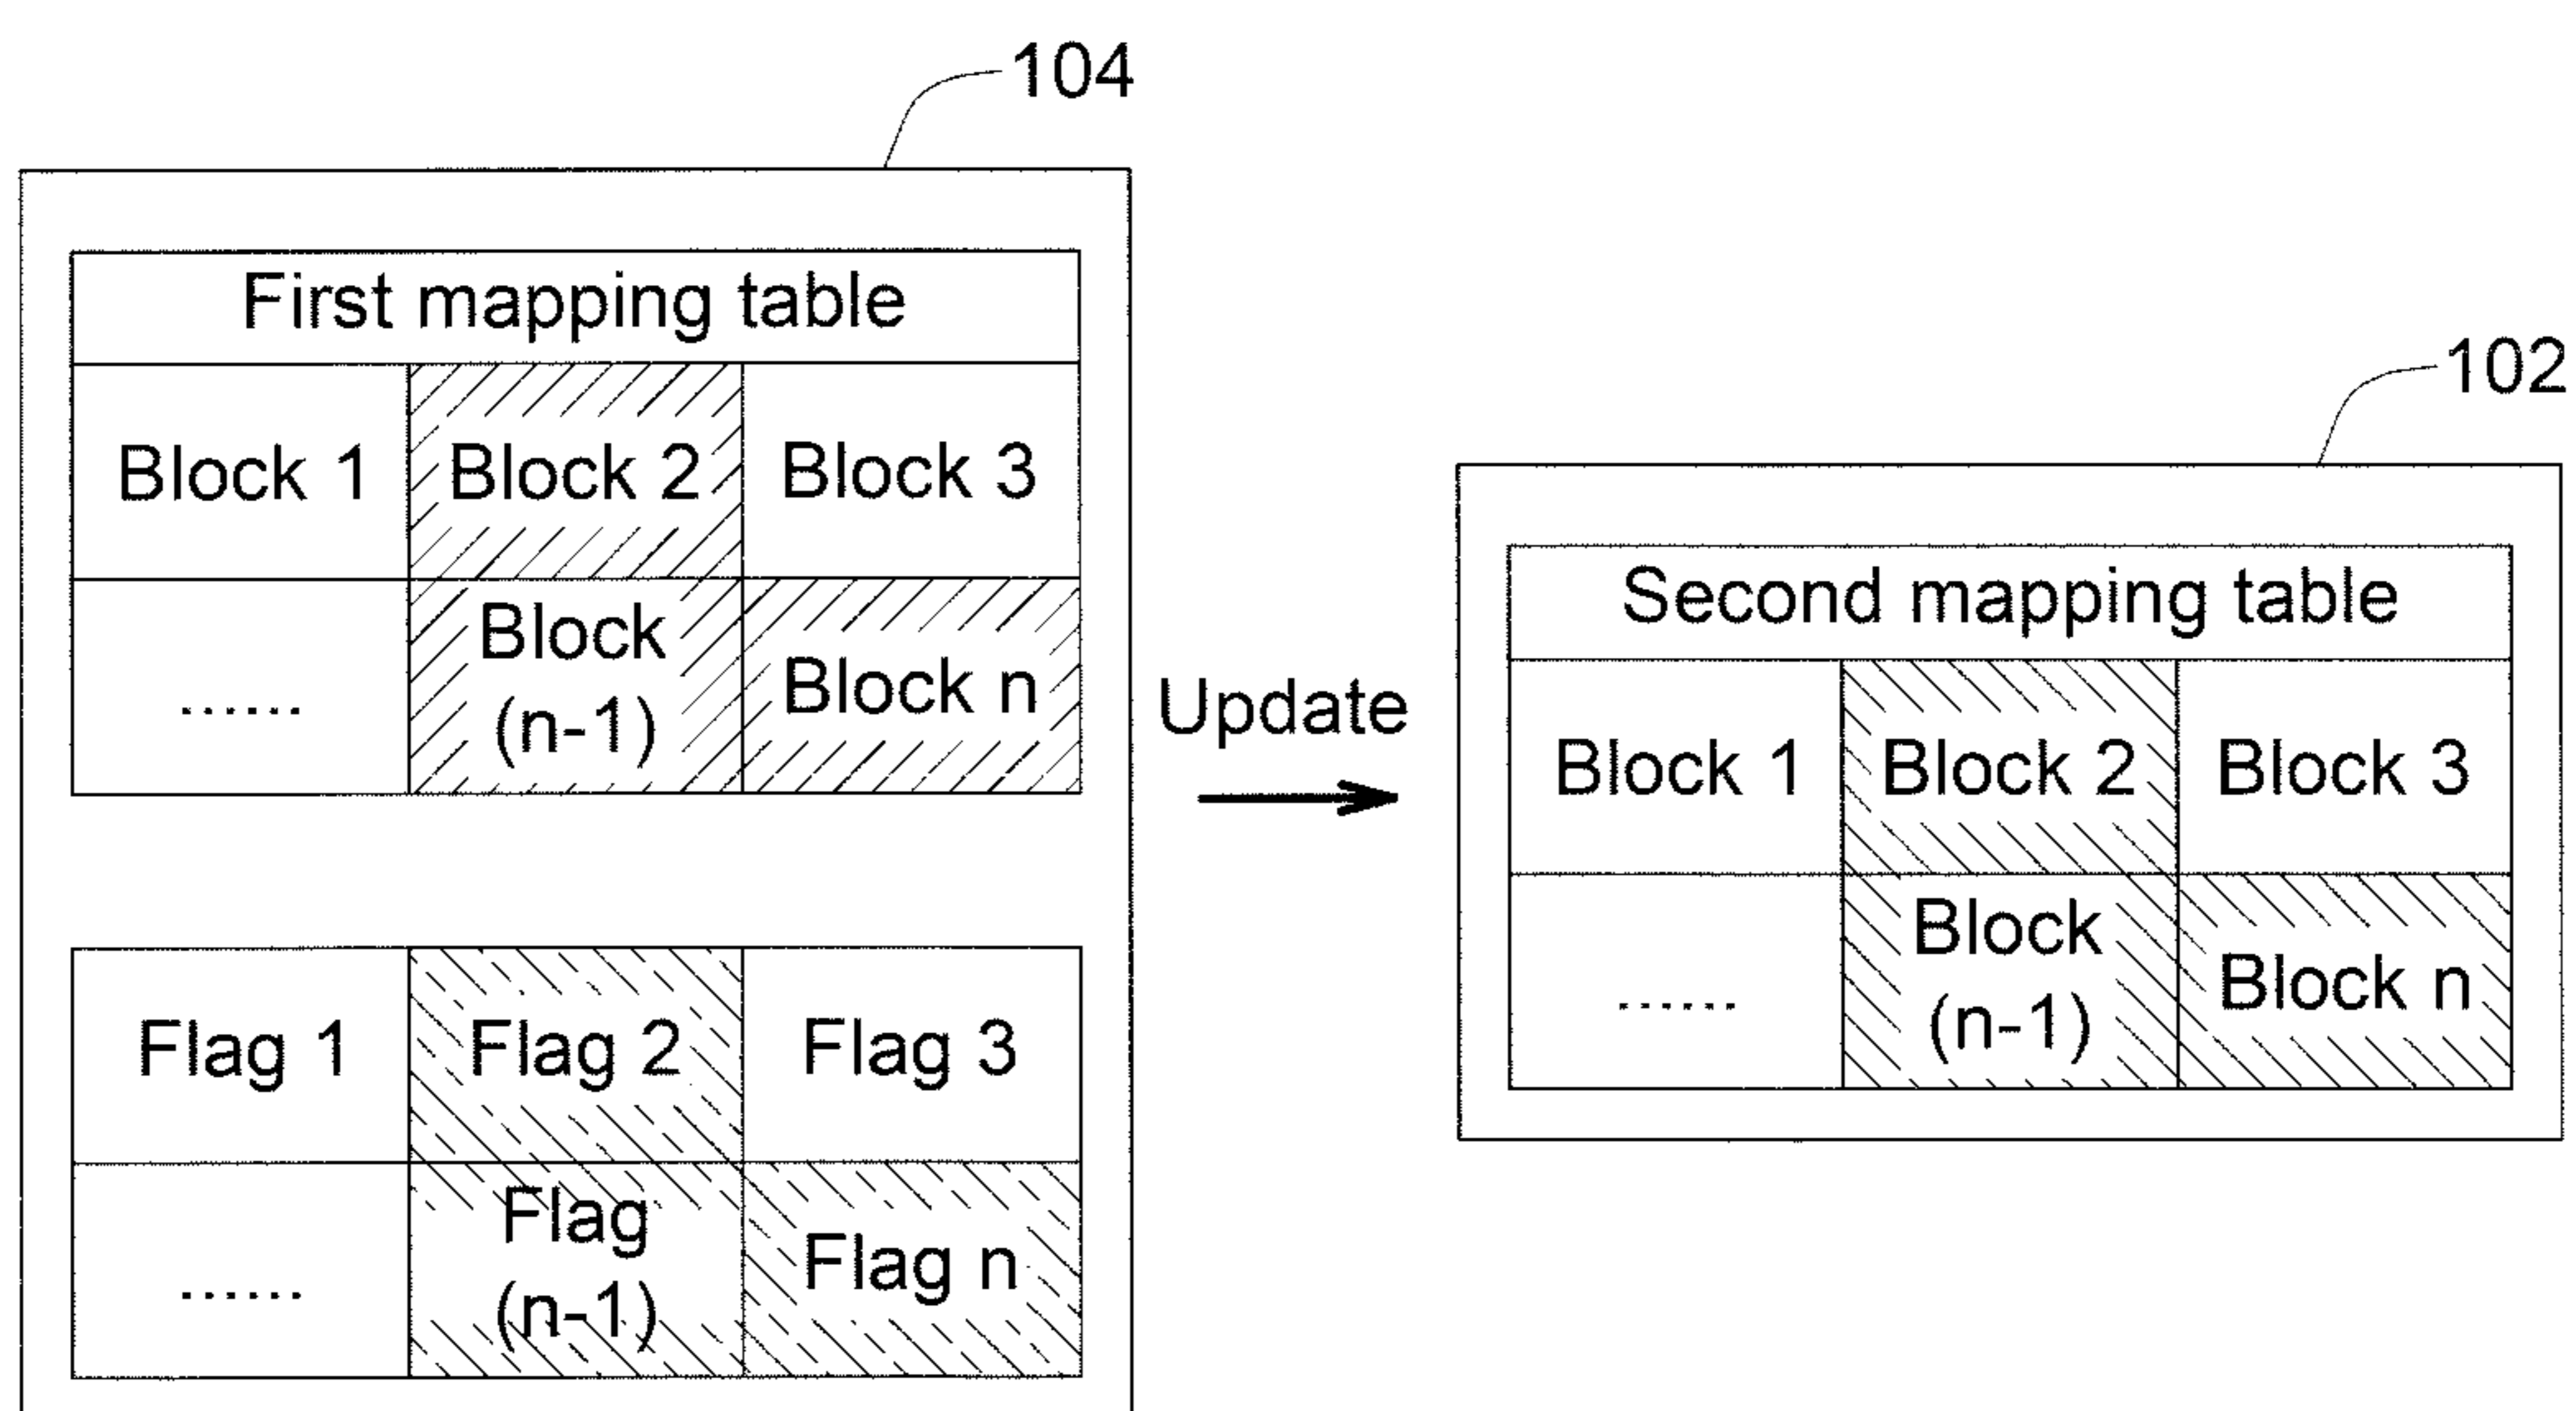 104
First mapping table
Block 1 Block 2 Block 3
...... Block (n-1) Block n
Flag 1 Flag 2 Flag 3
...... Flag (n-1) Flag n
Update
102
Second mapping table
Block 1 Block 2 Block 3
...... Block (n-1) Block n